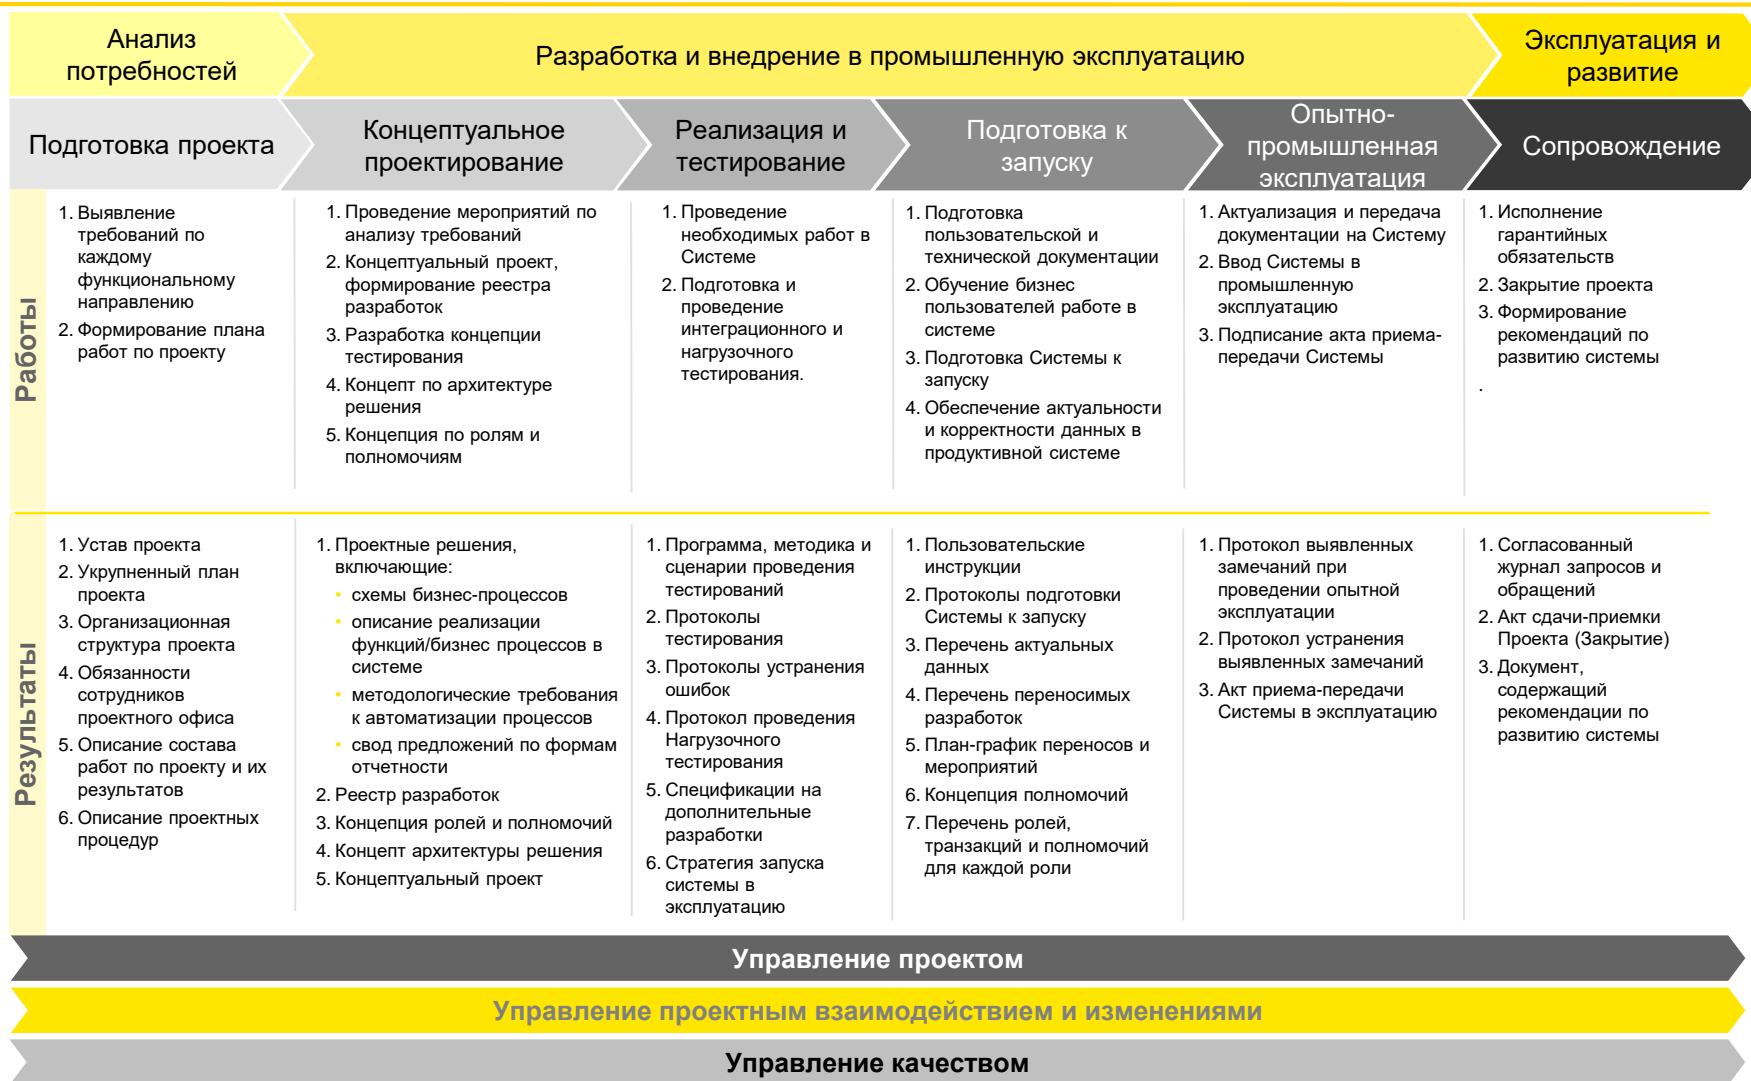 Анализ
потребностей
Разработка и внедрение в промышленную эксплуатацию
Эксплуатация и
развитие
Подготовка проекта
Концептуальное
проектирование
Реализация и
тестирование
Подготовка к
запуску
Опытно-
промышленная
эксплуатация
Сопровождение
Работы
1. Выявление
требований по
каждому
функциональному
направлению
2. Формирование плана
работ по проекту
1. Проведение мероприятий по
анализу требований
2. Концептуальный проект,
формирование реестра
разработок
3. Разработка концепции
тестирования
4. Концепт по архитектуре
решения
5. Концепция по ролям и
полномочиям
1. Проведение
необходимых работ в
Системе
2. Подготовка и
проведение
интеграционного и
нагрузочного
тестирования.
1. Подготовка
пользовательской и
технической документации
2. Обучение бизнес
пользователей работе в
системе
3. Подготовка Системы к
запуску
4. Обеспечение актуальности
и корректности данных в
продуктивной системе
1. Актуализация и передача
документации на Систему
2. Ввод Системы в
промышленную
эксплуатацию
3. Подписание акта приема-
передачи Системы
1. Исполнение
гарантийных
обязательств
2. Закрытие проекта
3. Формирование
рекомендаций по
развитию системы
.
Результаты
1. Устав проекта
2. Укрупненный план
проекта
3. Организационная
структура проекта
4. Обязанности
сотрудников
проектного офиса
5. Описание состава
работ по проекту и их
результатов
6. Описание проектных
процедур
1. Проектные решения,
включающие:
• схемы бизнес-процессов
• описание реализации
функций/бизнес процессов в
системе
• методологические требования
к автоматизации процессов
• свод предложений по формам
отчетности
2. Реестр разработок
3. Концепция ролей и полномочий
4. Концепт архитектуры решения
5. Концептуальный проект
1. Программа, методика и
сценарии проведения
тестирований
2. Протоколы
тестирования
3. Протоколы устранения
ошибок
4. Протокол проведения
Нагрузочного
тестирования
5. Спецификации на
дополнительные
разработки
6. Стратегия запуска
системы в
эксплуатацию
1. Пользовательские
инструкции
2. Протоколы подготовки
Системы к запуску
3. Перечень актуальных
данных
4. Перечень переносимых
разработок
5. План-график переносов и
мероприятий
6. Концепция полномочий
7. Перечень ролей,
транзакций и полномочий
для каждой роли
1. Протокол выявленных
замечаний при
проведении опытной
эксплуатации
2. Протокол устранения
выявленных замечаний
3. Акт приема-передачи
Системы в эксплуатацию
1. Согласованный
журнал запросов и
обращений
2. Акт сдачи-приемки
Проекта (Закрытие)
3. Документ,
содержащий
рекомендации по
развитию системы
Управление проектом
Управление проектным взаимодействием и изменениями
Управление качеством